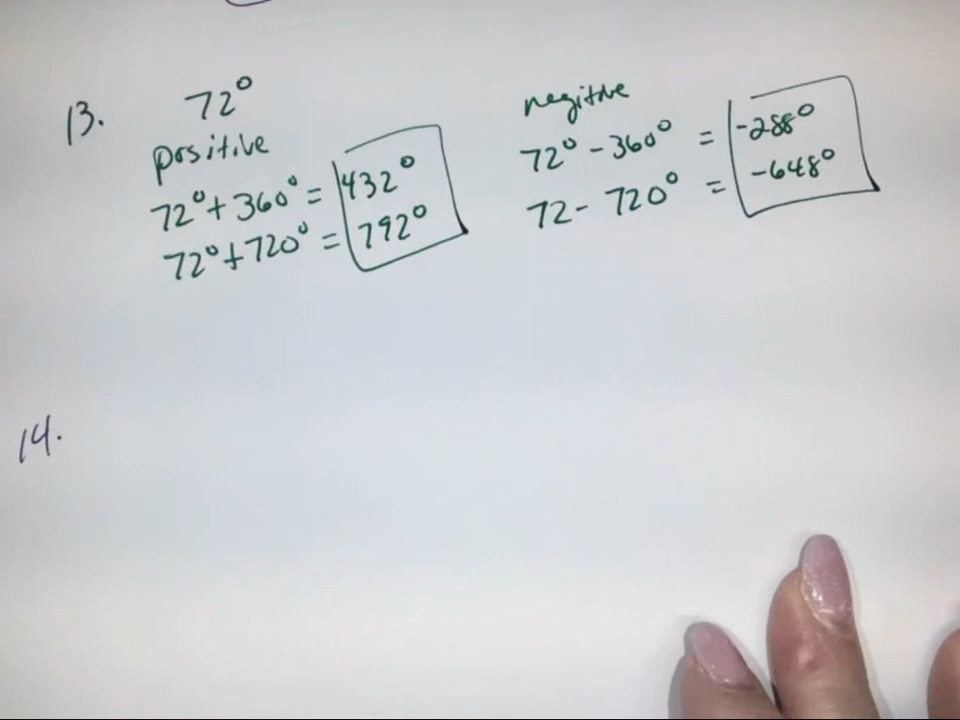 13. 72°
positive
72° + 360° = 432°
72° + 720° = 792°
negitive
72° - 360° = -288°
72 - 720° = -648°
14.